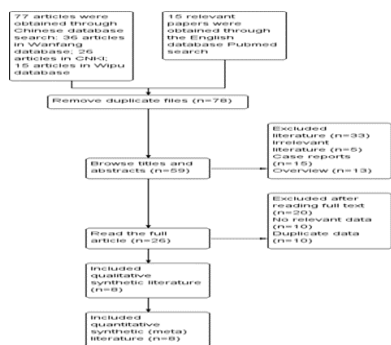 77 articles were
obtained through
Chinese database
search: 36 articles
in Wanfang
database; 26
articles in CNKI;
15 articles in Wipu
database
15 relevant
papers were
obtained through
the English
database Pubmed
search
Remove duplicate files (n=78)
Excluded
literature (n=33)
Irrelevant
literature (n=5)
Case reports
(n=15)
Overview (n=13)
Browse titles and
abstracts (n=59)
Excluded after
reading full text
(n=20)
No relevant data
(n=10)
Duplicate data
(n=10)
Read the full
article (n=26)
Included
qualitative
synthetic literature
(n=8)
Included
quantitative
synthetic (meta)
literature (n=8)